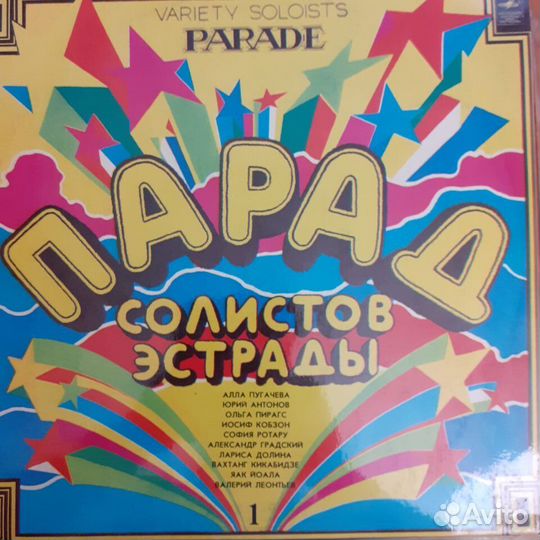 VARIETY SOLOISTS
PARADE
ПАРАД
СОЛИСТОВ
ЭСТРАДЫ
АЛЛА ПУГАЧЕВА
ЮРИЙ АНТОНОВ
ОЛЬГА ПИРАГС
ИОСИФ КОБЗОН
СОФИЯ РОТАРУ
АЛЕКСАНДР ГРАДСКИЙ
ЛАРИСА ДОЛИНА
ВАХТАНГ КИКАБИДЗЕ
ЯАК ЙОАЛА
ВАЛЕРИЙ ЛЕОНТЬЕВ
1
Avito